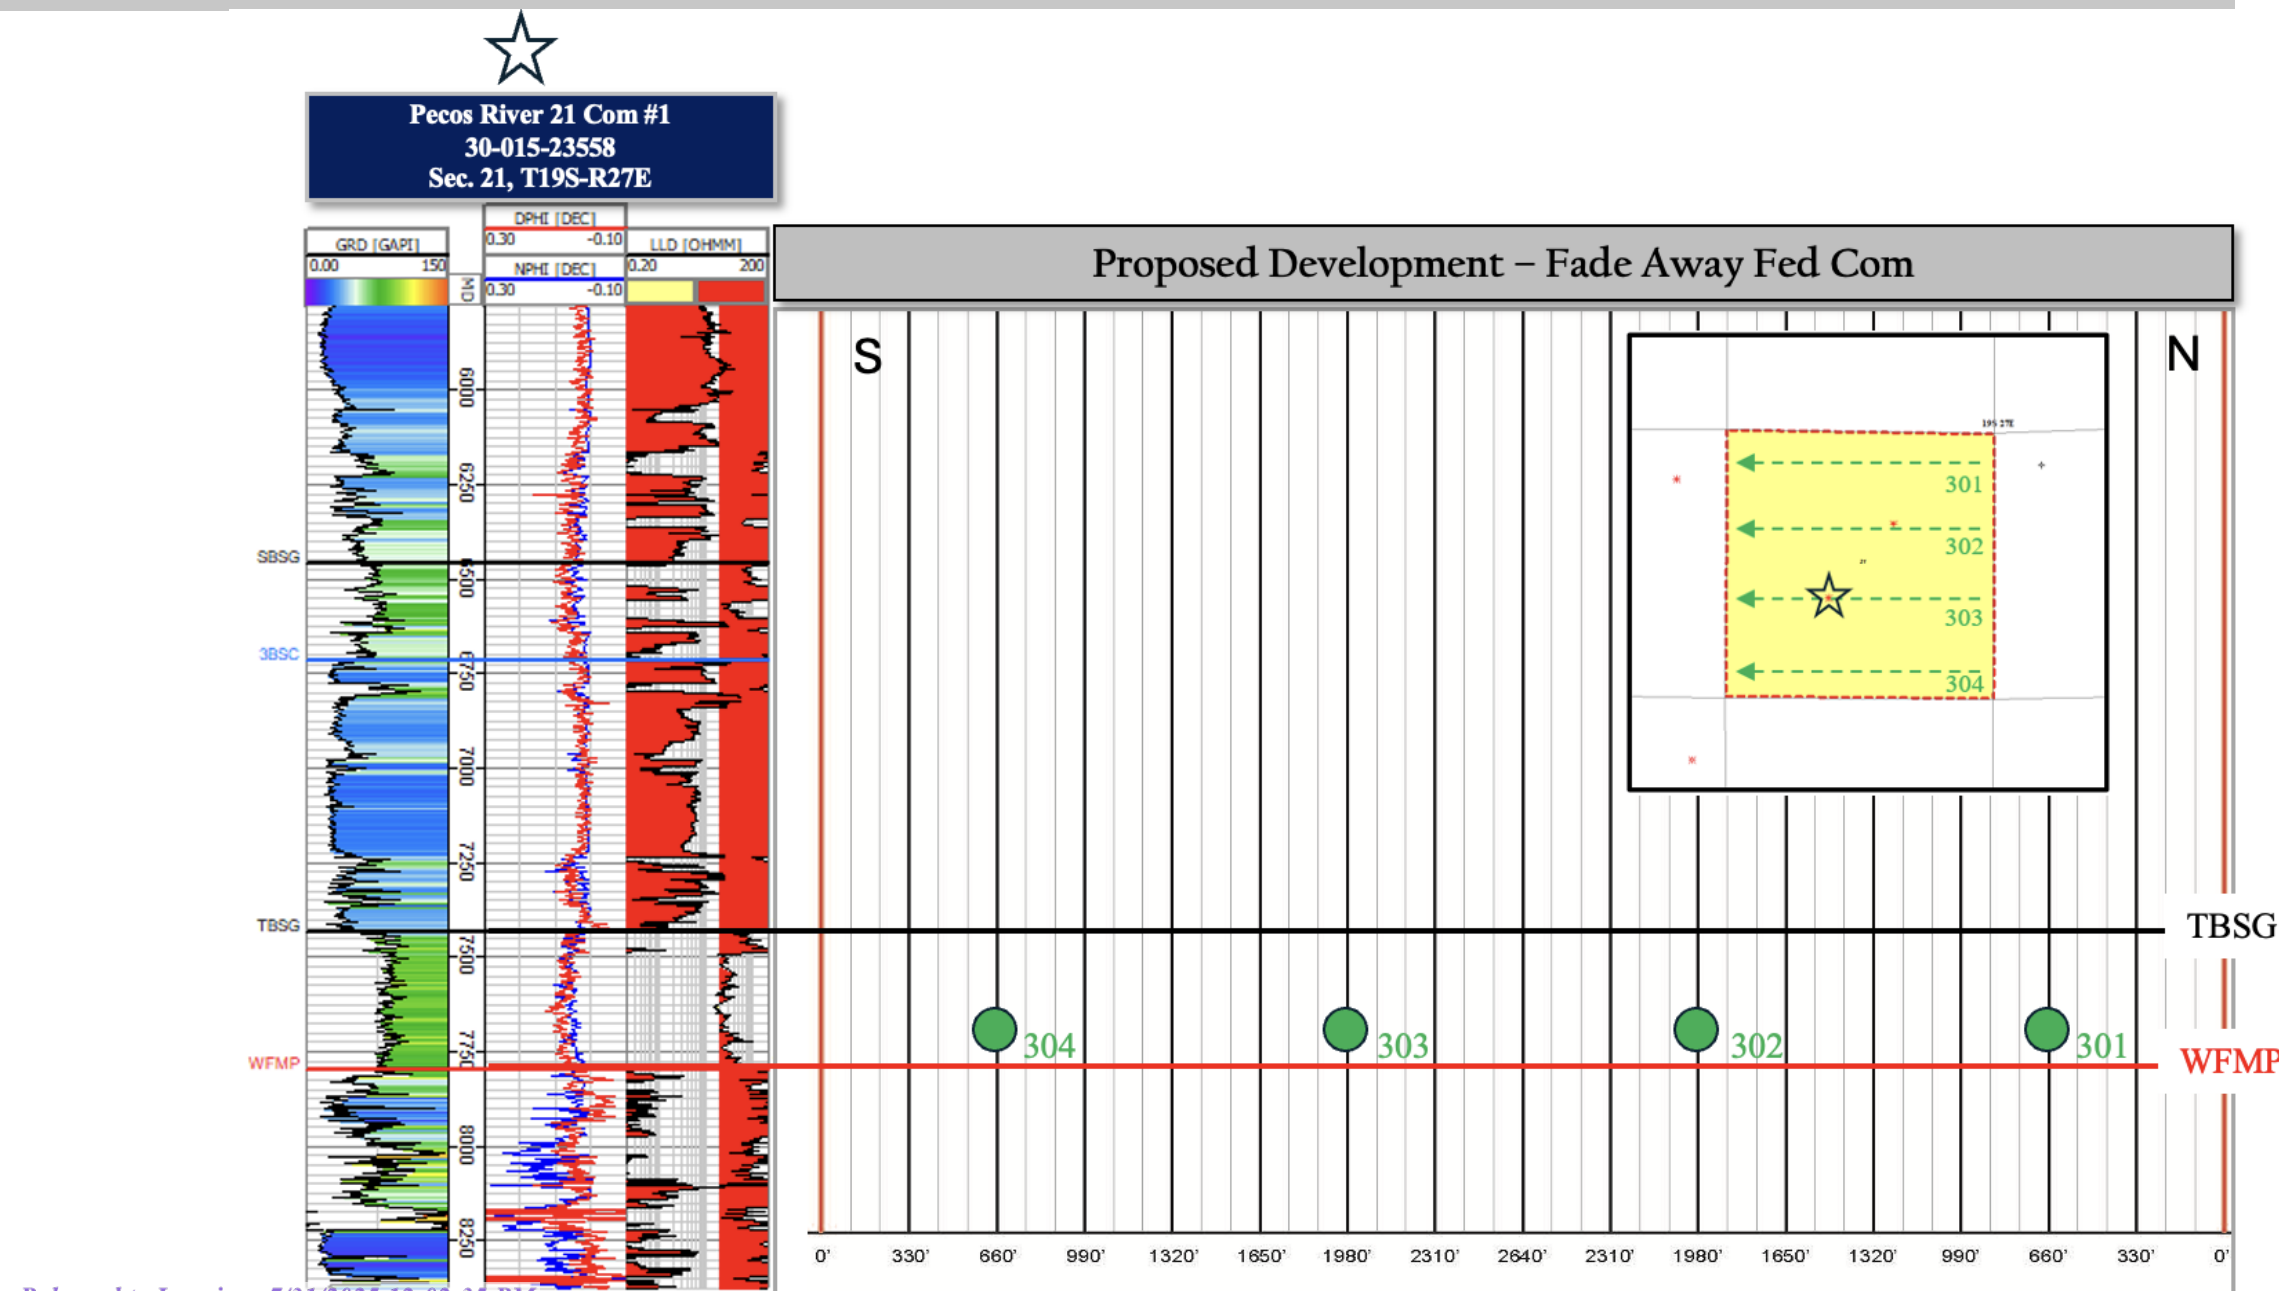 Pecos River 21 Com #1
30-015-23558
Sec. 21, T19S-R27E
GRD [GAPI]
0.00 150
MD
DPHI [DEC]
0.30 -0.10
NPHI [DEC]
0.30 -0.10
LLD [OHMM]
0.20 200
Proposed Development – Fade Away Fed Com
S
N
19S 27E
301
302
303
304
6000
6250
SBSG
6500
3BSC
6750
7000
7250
TBSG
7500
7750
WFMP
8000
8250
TBSG
304
303
302
301
WFMP
0' 330' 660' 990' 1320' 1650' 1980' 2310' 2640' 2310' 1980' 1650' 1320' 990' 660' 330' 0'